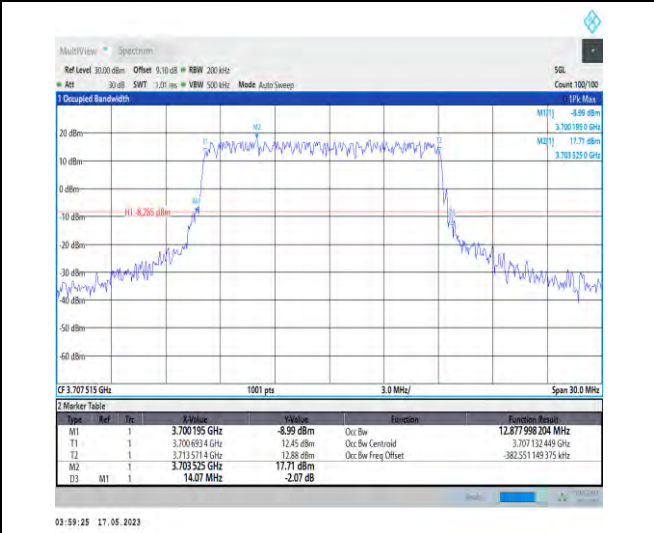 MultiView Spectrum
Ref Level 30.00 dBm Offset 9.10 dB RBW 200 kHz SGL
Att 30 dB SWT 1.01 ms VBW 500 kHz Mode Auto Sweep Count 100/100
1 Occupied Bandwidth 1Pk Max
M1[1] -8.99 dBm
3.700 195 0 GHz
M2[1] 17.71 dBm
3.703 525 0 GHz
M2
T1 T2
20 dBm
10 dBm
0 dBm
M1
H1 -8.285 dBm
-10 dBm
-20 dBm
-30 dBm
-40 dBm
-50 dBm
-60 dBm
CF 3.707 515 GHz 1001 pts 3.0 MHz/ Span 30.0 MHz
2 Marker Table
Type Ref Trc X-Value Y-Value Function Function Result
M1 1 3.700195 GHz -8.99 dBm Occ Bw 12.877 998 204 MHz
T1 1 3.700 693 4 GHz 12.45 dBm Occ Bw Centroid 3.707 132 449 GHz
T2 1 3.713 571 4 GHz 12.88 dBm Occ Bw Freq Offset -382.551 149 375 kHz
M2 1 3.703 525 GHz 17.71 dBm
D3 M1 1 14.07 MHz -2.07 dB
03:59:25 17.05.2023